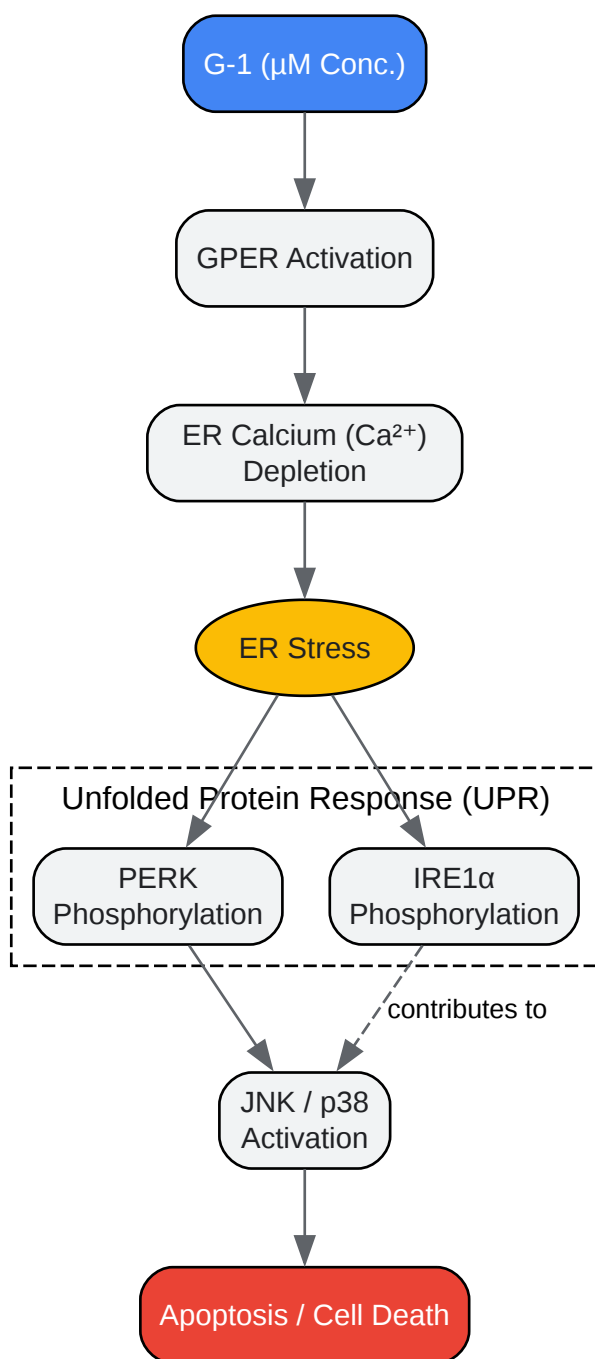 G-1 (µM Conc.)
GPER Activation
ER Calcium (Ca²⁺)
Depletion
ER Stress
Unfolded Protein Response (UPR)
PERK
Phosphorylation
IRE1α
Phosphorylation
contributes to
JNK / p38
Activation
Apoptosis / Cell Death